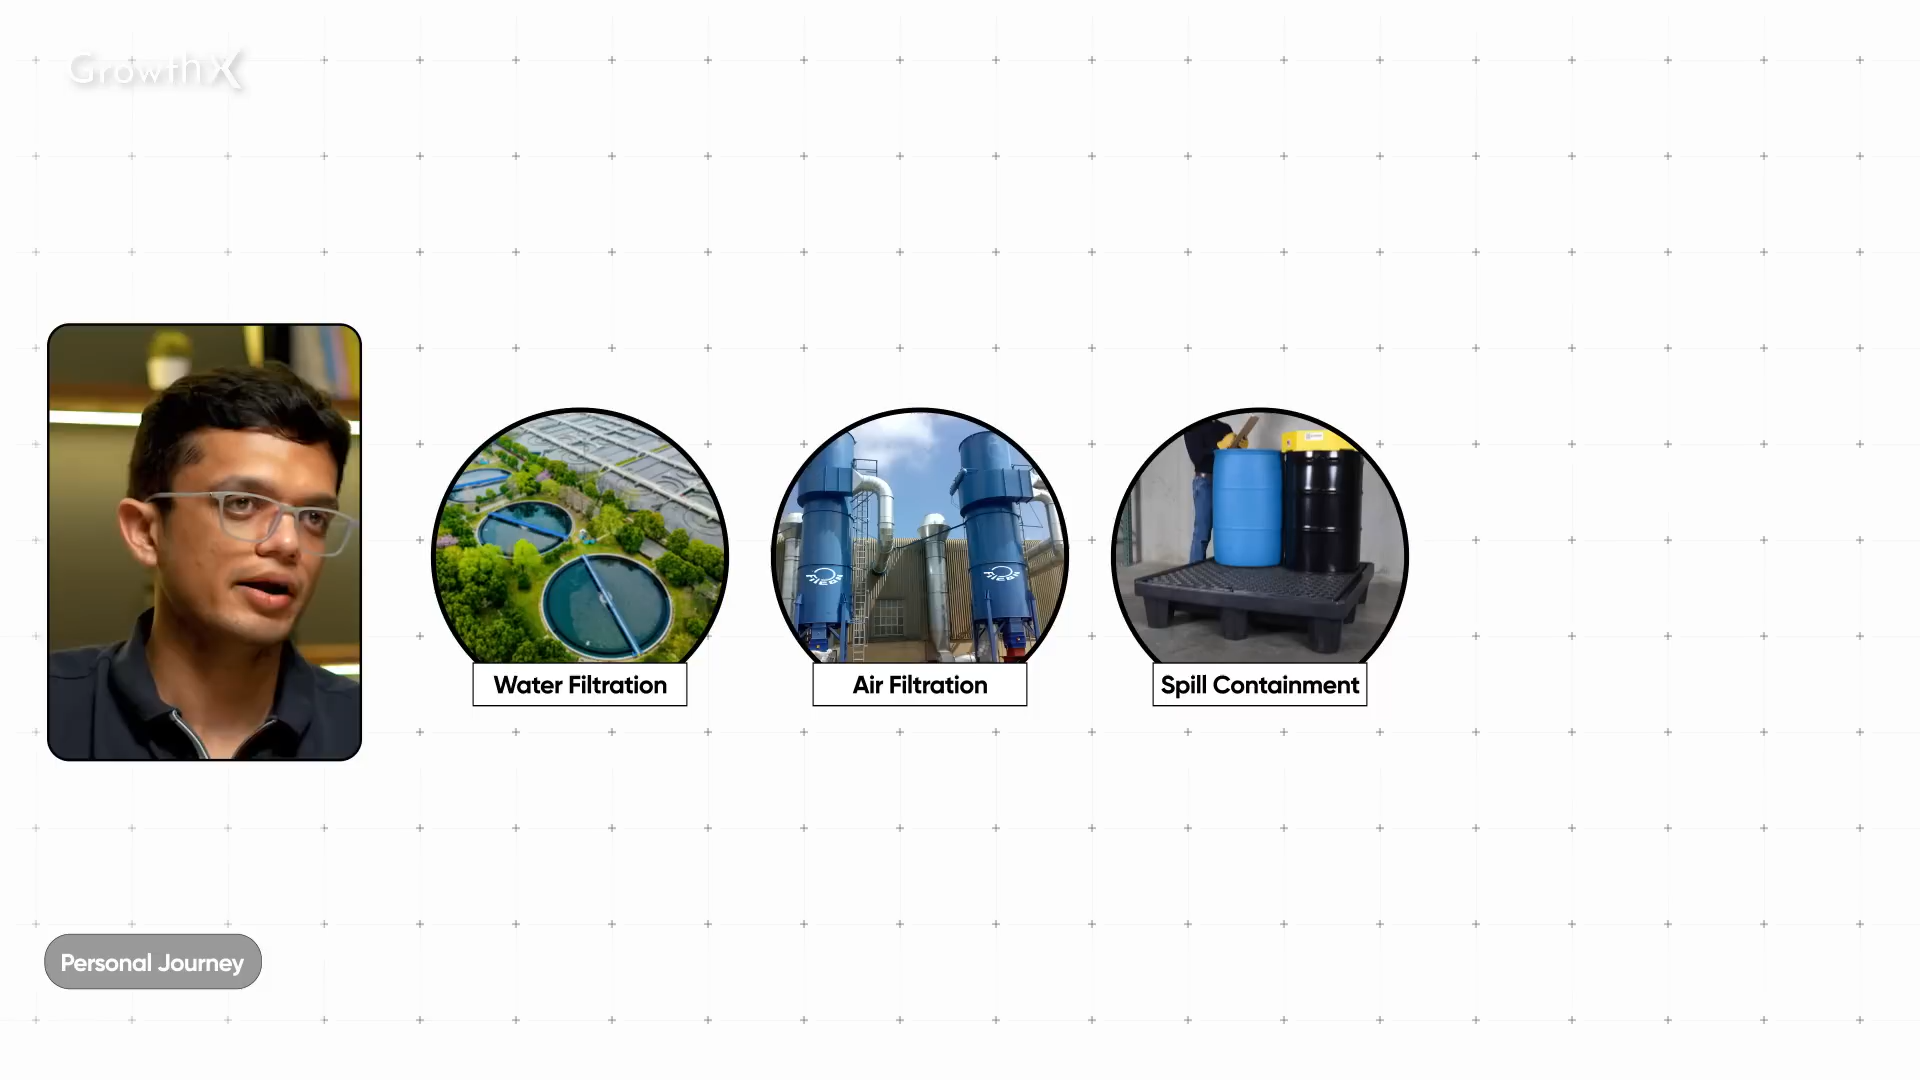 GrowthX
Water Filtration
Air Filtration
Spill Containment
Personal Journey